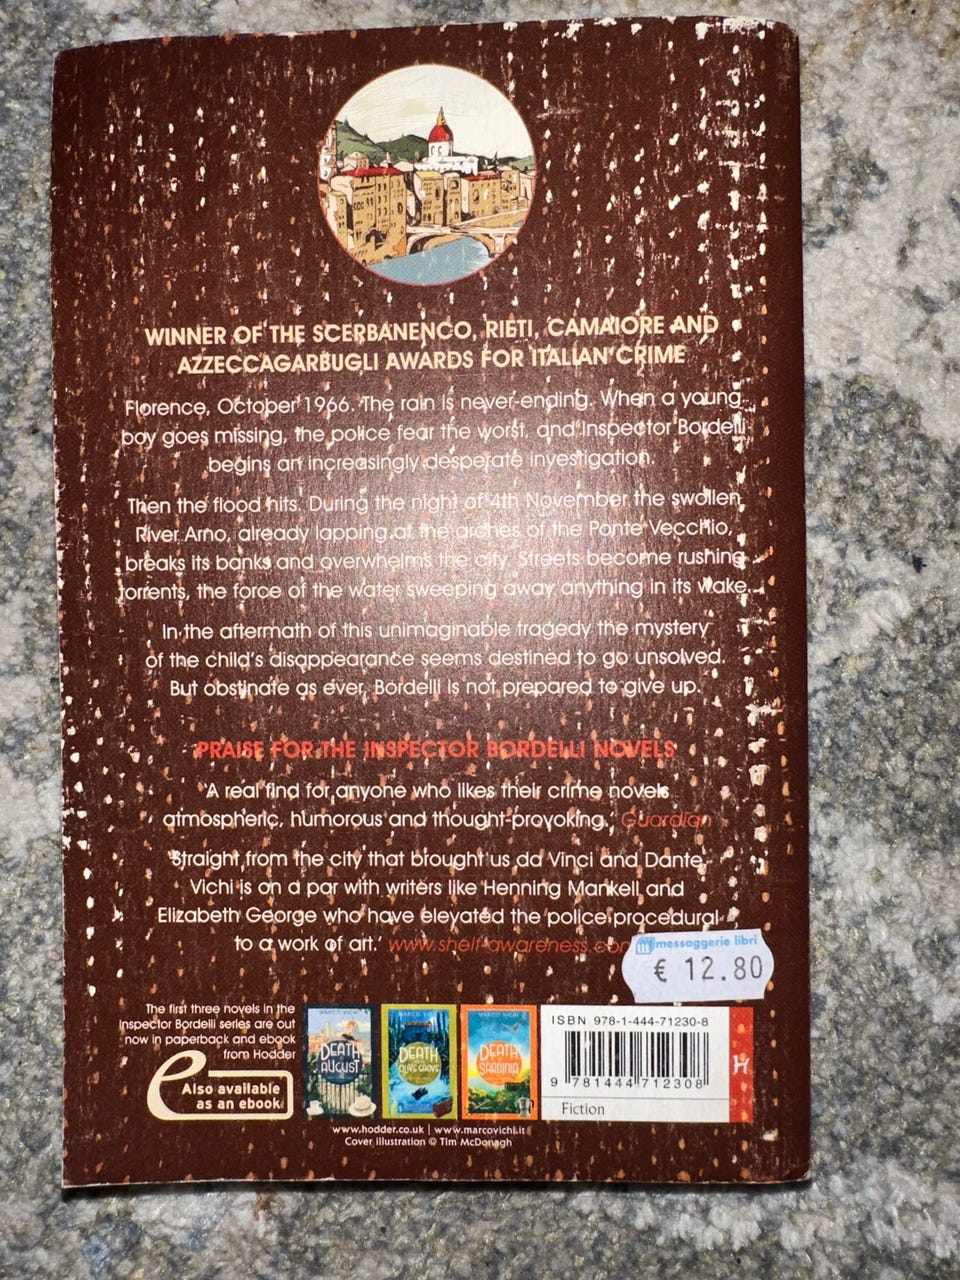 WINNER OF THE SCERBANENCO, RIETI, CAMAIORE AND
AZZECCAGARBUGLI AWARDS FOR ITALIAN CRIME
Florence, October 1966. The rain is never-ending. When a young
boy goes missing, the police fear the worst, and Inspector Bordelli
begins an increasingly desperate investigation.
Then the flood hits. During the night of 4th November the swollen
River Arno, already lapping at the arches of the Ponte Vecchio,
breaks its banks and overwhelms the city. Streets become rushing
torrents, the force of the water sweeping away anything in its wake.
In the aftermath of this unimaginable tragedy the mystery
of the child's disappearance seems destined to go unsolved.
But obstinate as ever, Bordelli is not prepared to give up.
PRAISE FOR THE INSPECTOR BORDELLI NOVELS
'A real find for anyone who likes their crime novels
atmospheric, humorous and thought-provoking.' Guardian
'Straight from the city that brought us da Vinci and Dante,
Vichi is on a par with writers like Henning Mankell and
Elizabeth George who have elevated the police procedural
to a work of art.' www.shelf-awareness.com
messaggerie libri
€ 12.80
The first three novels in the
Inspector Bordelli series are out
now in paperback and ebook
from Hodder
e
Also available
as an ebook
MARCO VICHI
DEATH
AUGUST
MARCO VICHI
DEATH
OLIVE GROVE
MARCO VICHI
DEATH
SARDINIA
ISBN 978-1-444-71230-8
9 781444 712308
Fiction
H
www.hodder.co.uk | www.marcovichi.it
Cover illustration © Tim McDonagh